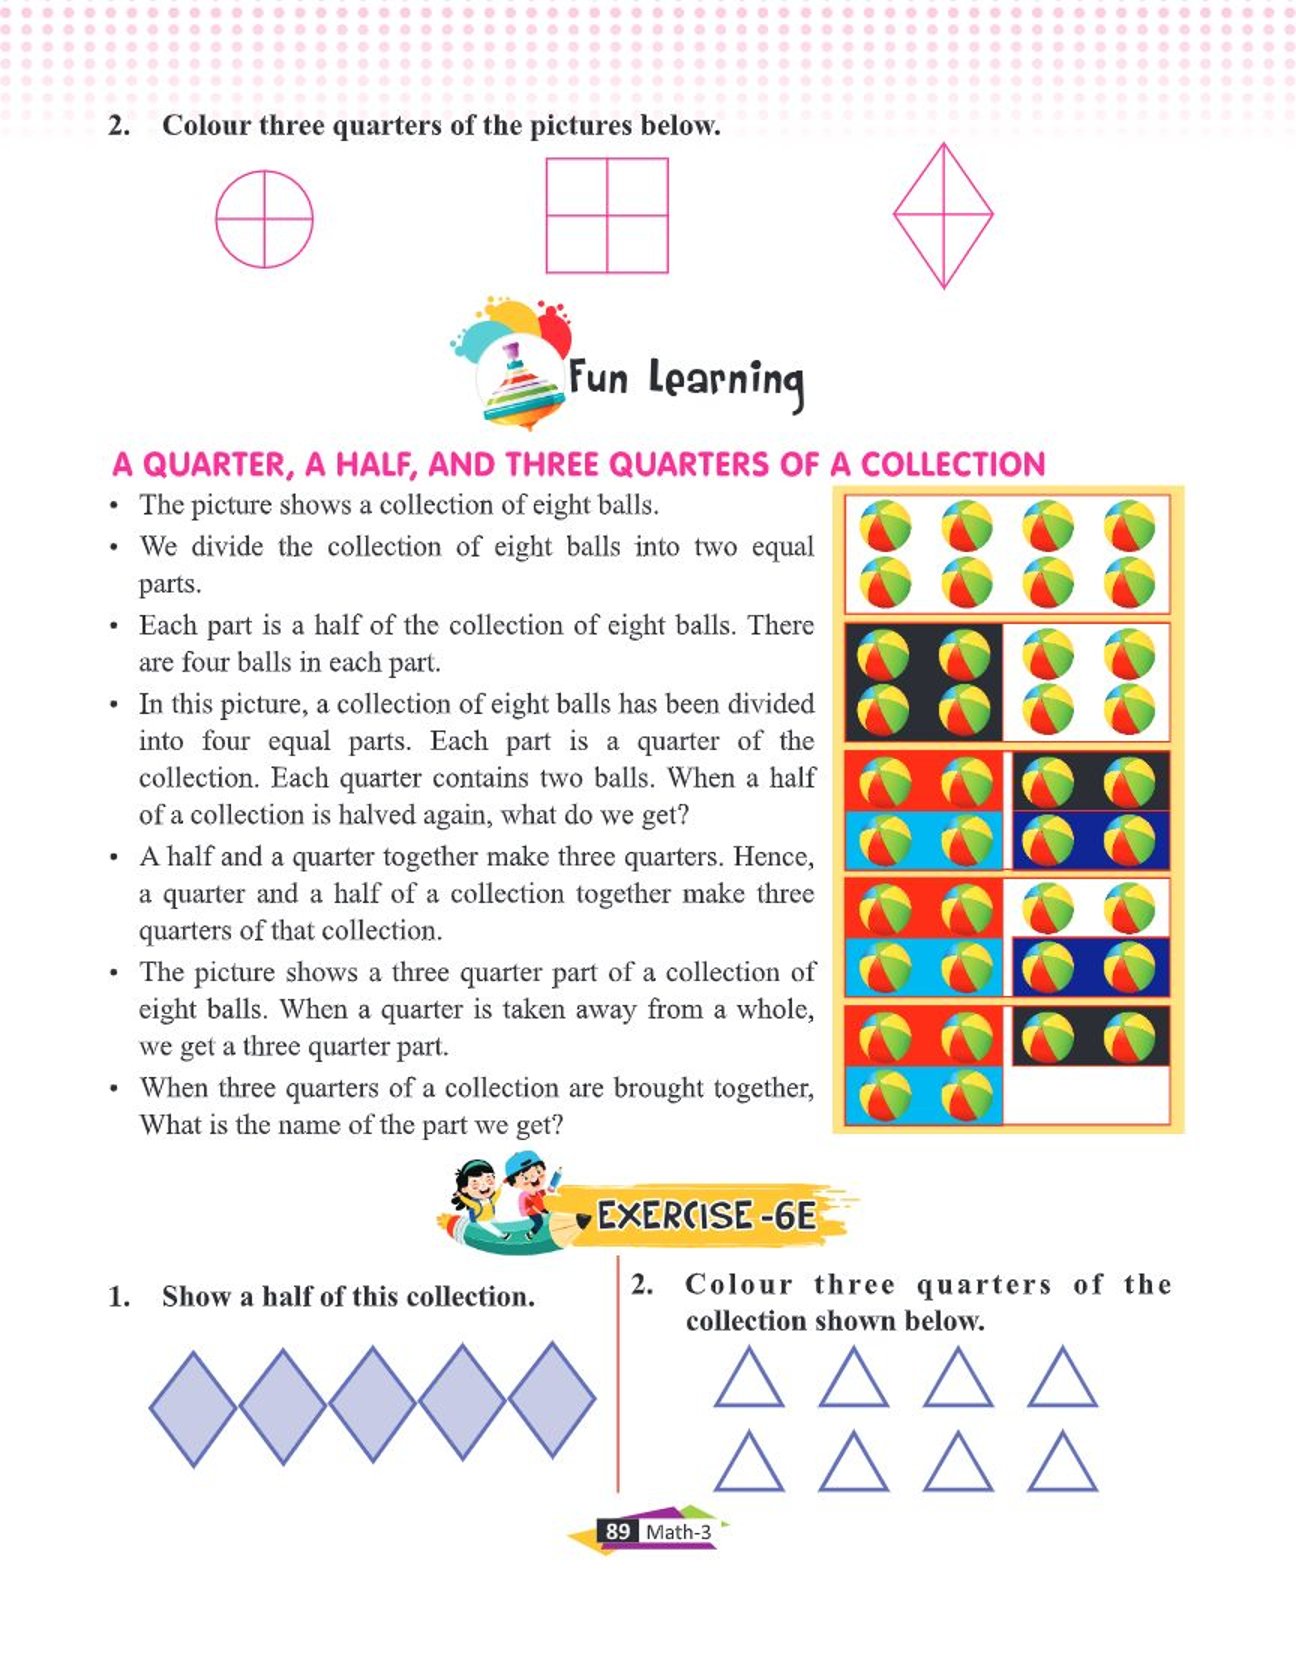 2. Colour three quarters of the pictures below.
Fun Learning
A QUARTER, A HALF, AND THREE QUARTERS OF A COLLECTION
• The picture shows a collection of eight balls.
• We divide the collection of eight balls into two equal
parts.
• Each part is a half of the collection of eight balls. There
are four balls in each part.
• In this picture, a collection of eight balls has been divided
into four equal parts. Each part is a quarter of the
collection. Each quarter contains two balls. When a half
of a collection is halved again, what do we get?
• A half and a quarter together make three quarters. Hence,
a quarter and a half of a collection together make three
quarters of that collection.
• The picture shows a three quarter part of a collection of
eight balls. When a quarter is taken away from a whole,
we get a three quarter part.
• When three quarters of a collection are brought together,
What is the name of the part we get?
EXERCISE -6E
1. Show a half of this collection.
2. Colour three quarters of the
collection shown below.
89 Math-3